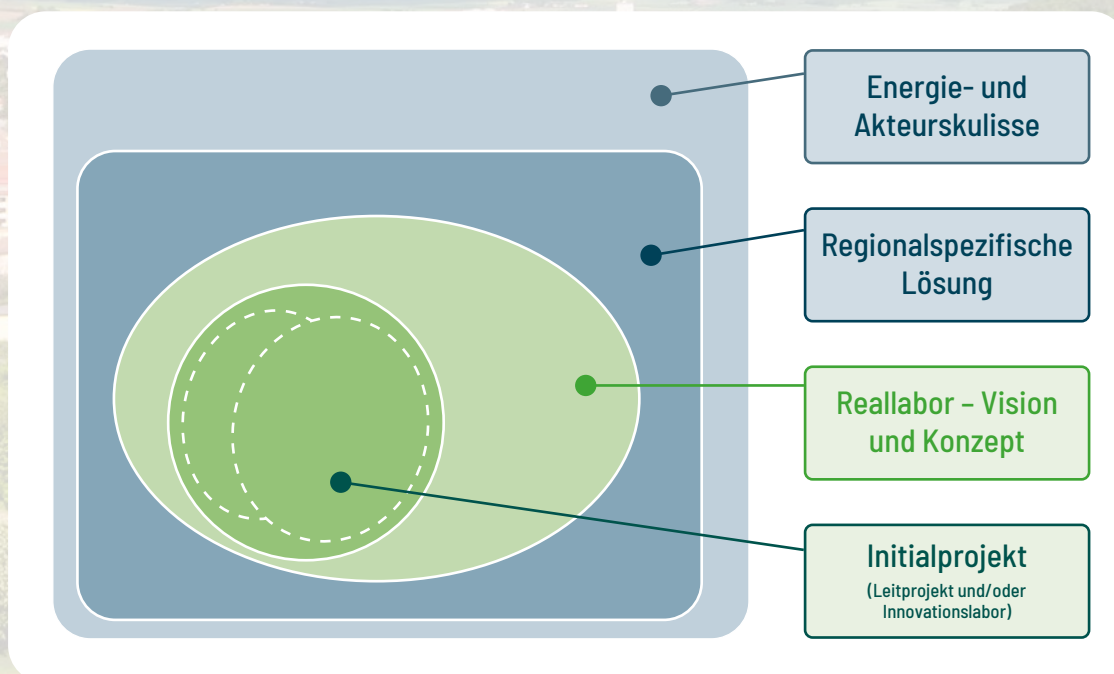 Energie- und
Akteurskulisse
Regionalspezifische
Lösung
Reallabor – Vision
und Konzept
Initialprojekt
(Leitprojekt und/oder
Innovationslabor)